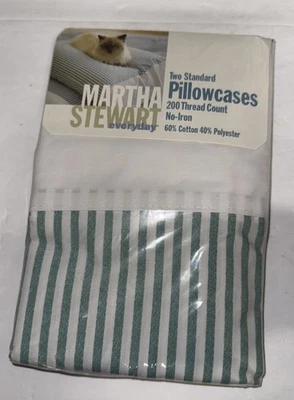 MARTHA
STEWART
everyday
Two Standard
Pillowcases
200 Thread Count
No-Iron
60% Cotton 40% Polyester